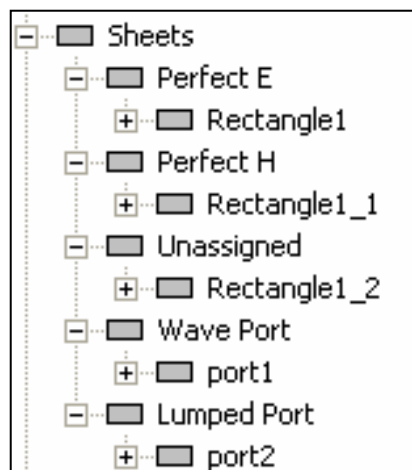 Sheets
Perfect E
Rectangle1
Perfect H
Rectangle1_1
Unassigned
Rectangle1_2
Wave Port
port1
Lumped Port
port2